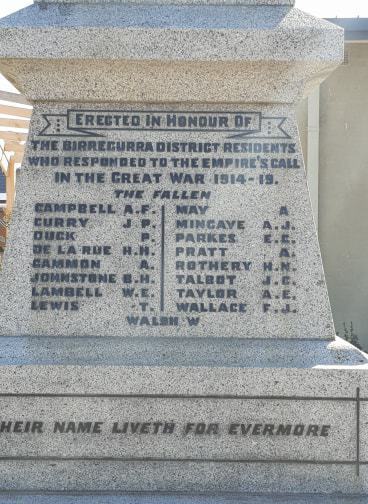 ERECTED IN HONOUR OF
THE BIRREGURRA DISTRICT RESIDENTS
WHO RESPONDED TO THE EMPIRE'S CALL
IN THE GREAT WAR 1914-19.
THE FALLEN
CAMPBELL A.F. MAY A
CURRY J.P. MINGAYE A.J.
DUCK P. PARKES E.E.
DE LA RUE H.H. PRATT A.
GAMMON A. ROTHERY H.N.
JOHNSTONE G.H. TALBOT J.C.
LAMBELL W.E. TAYLOR A.E.
LEWIS .T. WALLACE F.J.
WALSH W
HEIR NAME LIVETH FOR EVERMORE